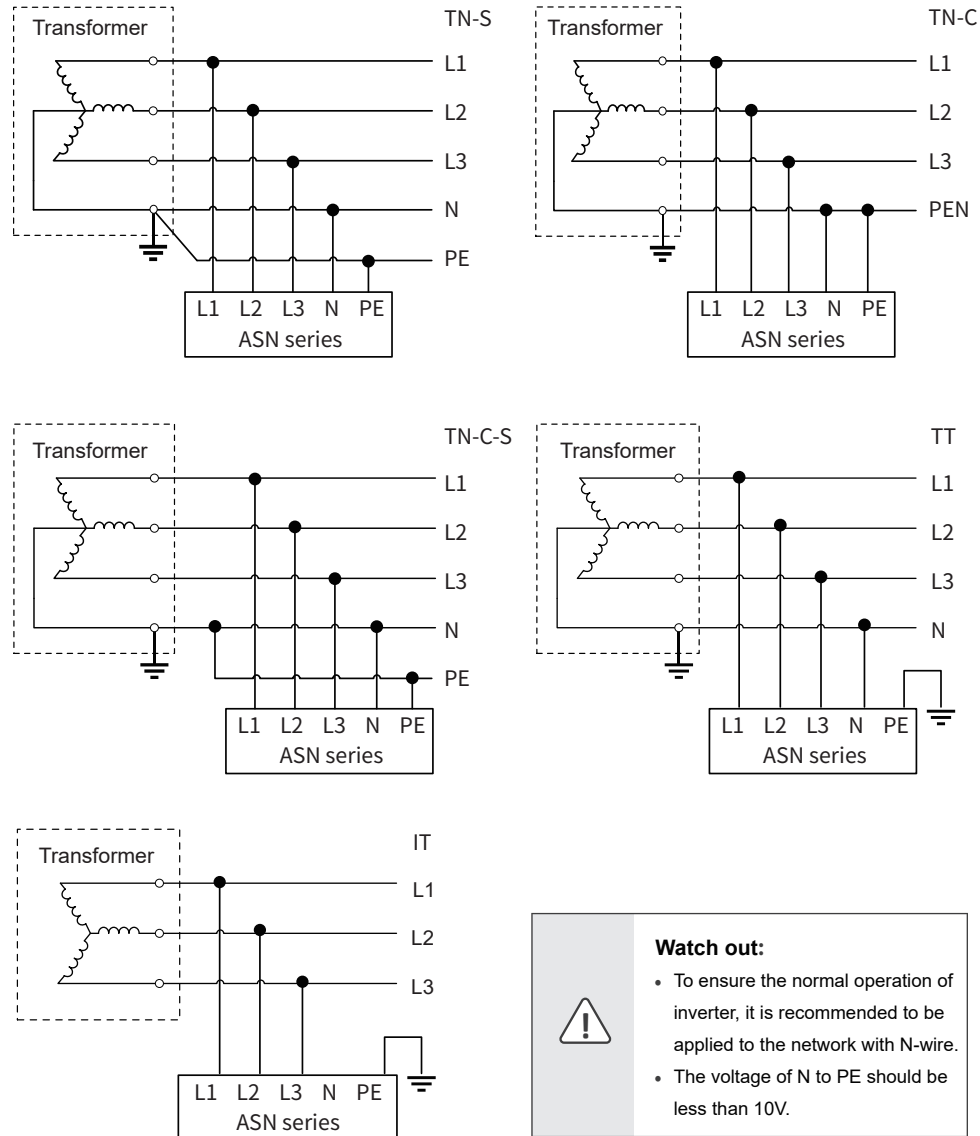 Transformer
TN-S
L1
L2
L3
N
PE
L1 L2 L3 N PE
ASN series
Transformer
TN-C
L1
L2
L3
PEN
L1 L2 L3 N PE
ASN series
Transformer
TN-C-S
L1
L2
L3
N
PE
L1 L2 L3 N PE
ASN series
Transformer
TT
L1
L2
L3
N
L1 L2 L3 N PE
ASN series
Transformer
IT
L1
L2
L3
L1 L2 L3 N PE
ASN series
Watch out:
• To ensure the normal operation of
inverter, it is recommended to be
applied to the network with N-wire.
• The voltage of N to PE should be
less than 10V.